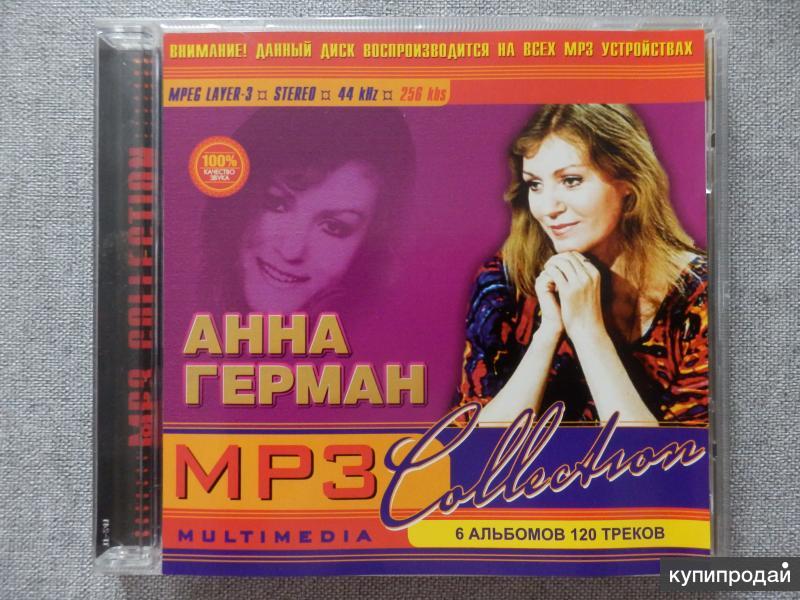 ВНИМАНИЕ! ДАННЫЙ ДИСК ВОСПРОИЗВОДИТСЯ НА ВСЕХ MP3 УСТРОЙСТВАХ
MPEG LAYER-3 ¤ STEREO ¤ 44 kHz ¤ 256 kbs
100%
КАЧЕСТВО
ЗВУКА
MP3 COLLECTION
АННА
ГЕРМАН
MP3 Collection
MULTIMEDIA
6 АЛЬБОМОВ 120 ТРЕКОВ
купипродай